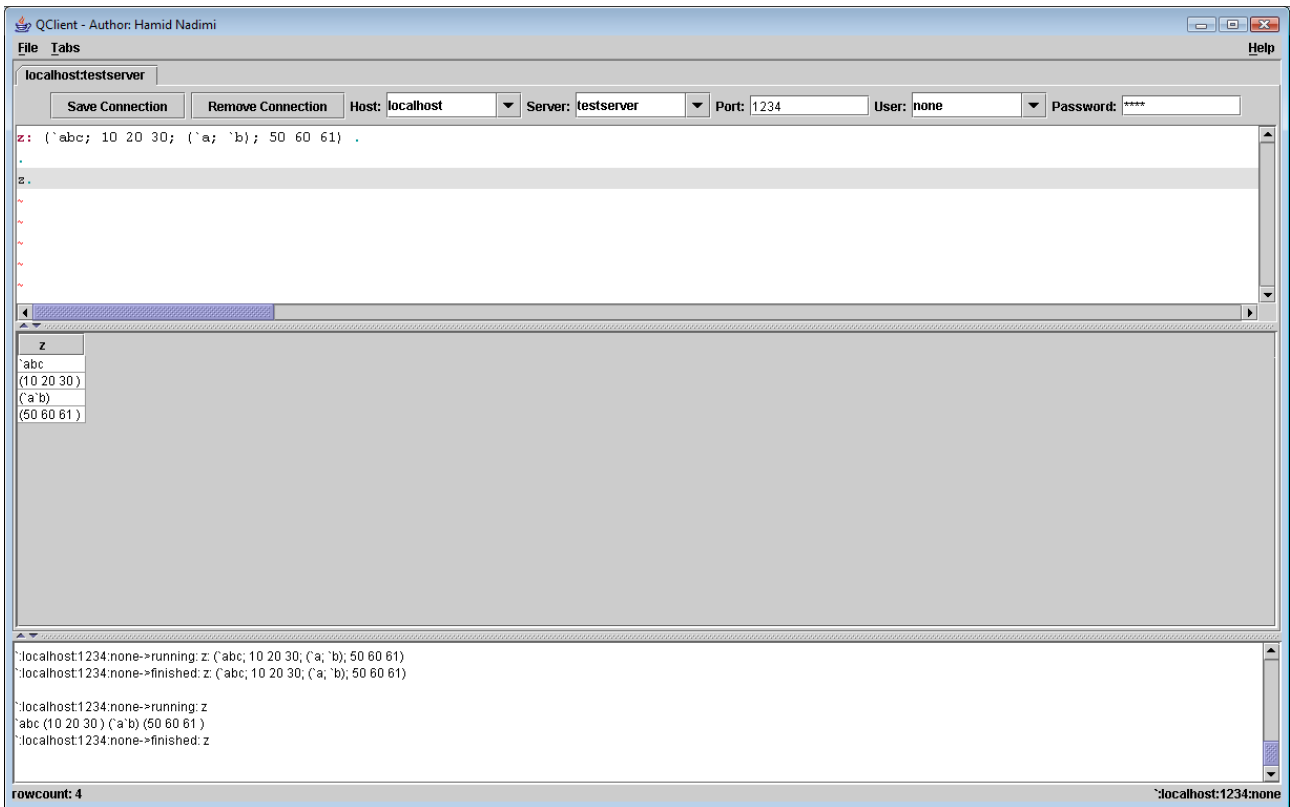 QClient - Author: Hamid Nadimi
File Tabs Help
localhost:testserver
Save Connection Remove Connection Host: localhost Server: testserver Port: 1234 User: none Password: ****
z: (`abc; 10 20 30; (`a; `b); 50 60 61) .
.
z.
~
~
~
~
~
z
`abc
(10 20 30 )
(`a`b)
(50 60 61 )
`:localhost:1234:none->running: z: (`abc; 10 20 30; (`a; `b); 50 60 61)
`:localhost:1234:none->finished: z: (`abc; 10 20 30; (`a; `b); 50 60 61)
`:localhost:1234:none->running: z
`abc (10 20 30 ) (`a`b) (50 60 61 )
`:localhost:1234:none->finished: z
rowcount: 4 `:localhost:1234:none